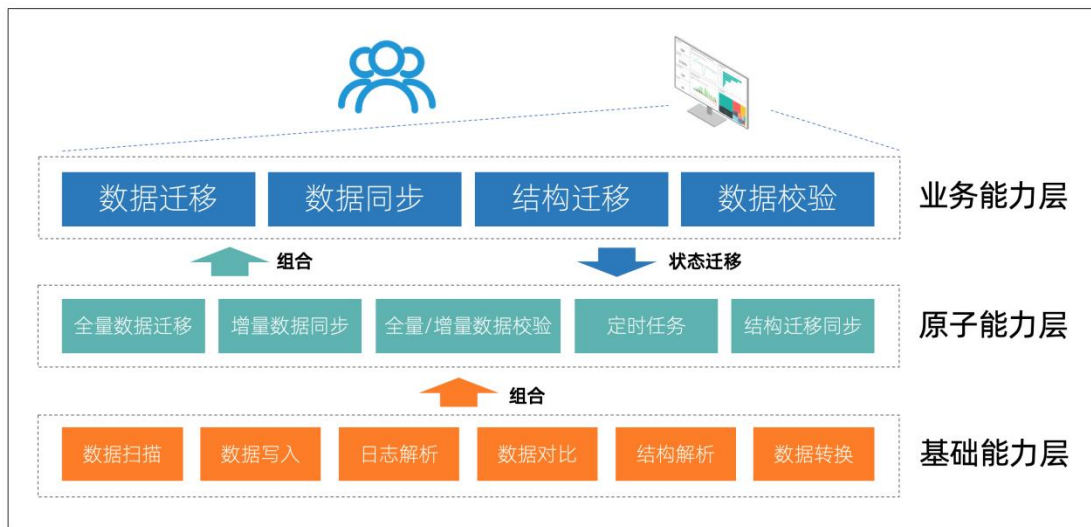 数据迁移 数据同步 结构迁移 数据校验 业务能力层
组合 状态迁移
全量数据迁移 增量数据同步 全量/增量数据校验 定时任务 结构迁移同步 原子能力层
组合
数据扫描 数据写入 日志解析 数据对比 结构解析 数据转换 基础能力层